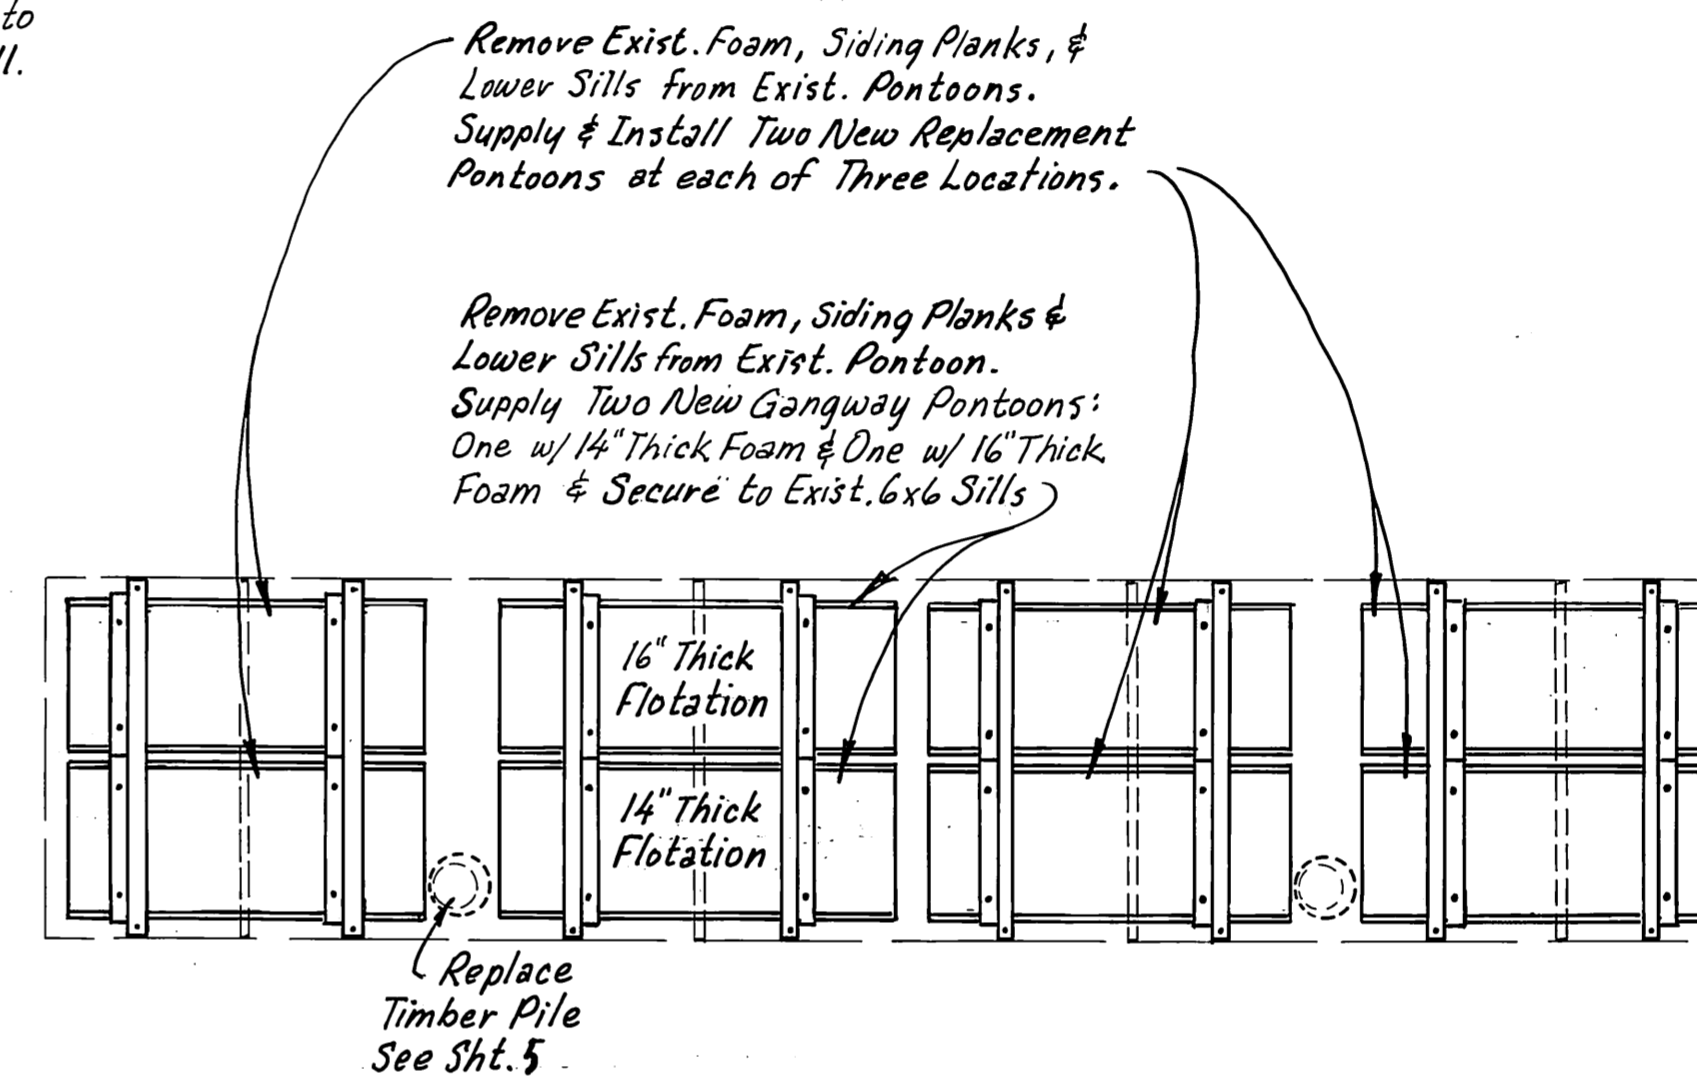 to
ll.
Remove Exist. Foam, Siding Planks, &
Lower Sills from Exist. Pontoons.
Supply & Install Two New Replacement
Pontoons at each of Three Locations.
Remove Exist. Foam, Siding Planks &
Lower Sills from Exist. Pontoon.
Supply Two New Gangway Pontoons:
One w/ 14" Thick Foam & One w/ 16" Thick
Foam & Secure to Exist. 6x6 Sills
16" Thick
Flotation
14" Thick
Flotation
Replace
Timber Pile
See Sht. 5